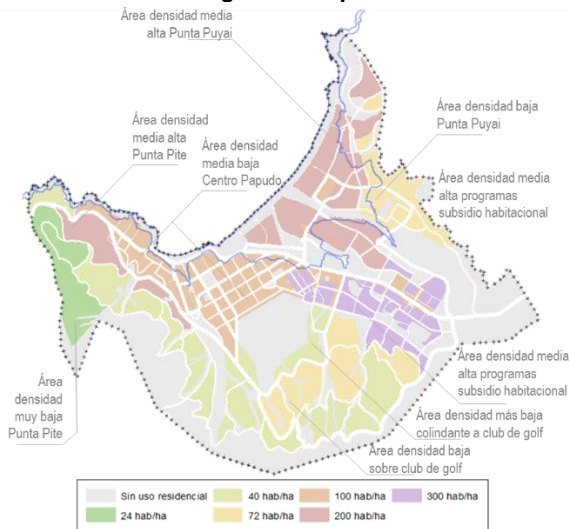 Área densidad
media
alta Punta Puyai
Área densidad
media alta
Punta Pite
Área densidad
media baja
Centro Papudo
Área densidad baja
Punta Puyai
Área densidad media
alta programas
subsidio habitacional
Área
densidad
muy baja
Punta Pite
Área densidad media
alta programas
subsidio habitacional
Área densidad más baja
colindante a club de golf
Área densidad baja
sobre club de golf
Sin uso residencial
40 hab/ha
100 hab/ha
300 hab/ha
24 hab/ha
72 hab/ha
200 hab/ha